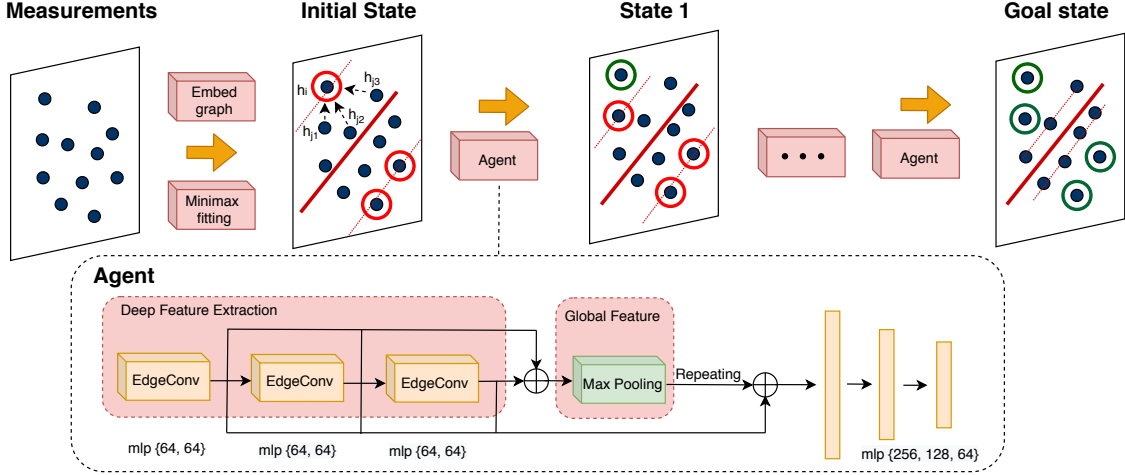 Measurements
Initial State
State 1
Goal state
Embed
graph
Minimax
fitting
hi
hj3
hj2
hj1
Agent
• • •
Agent
Agent
Deep Feature Extraction
Global Feature
EdgeConv
EdgeConv
EdgeConv
Max Pooling
Repeating
mlp {64, 64}
mlp {64, 64}
mlp {64, 64}
mlp {256, 128, 64}